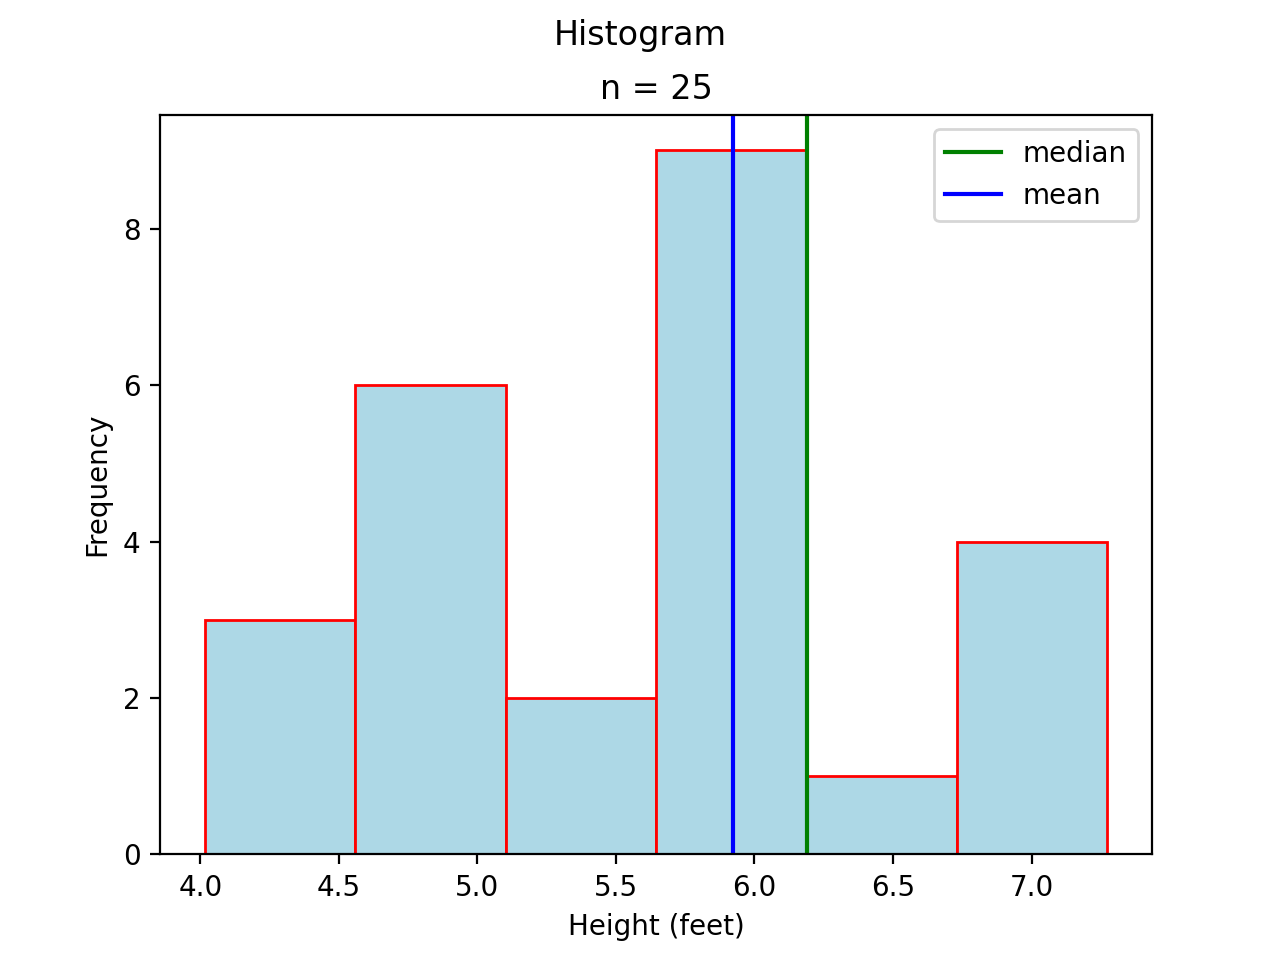 Histogram
n = 25
median
mean
8
6
4
2
0
Frequency
4.0 4.5 5.0 5.5 6.0 6.5 7.0
Height (feet)